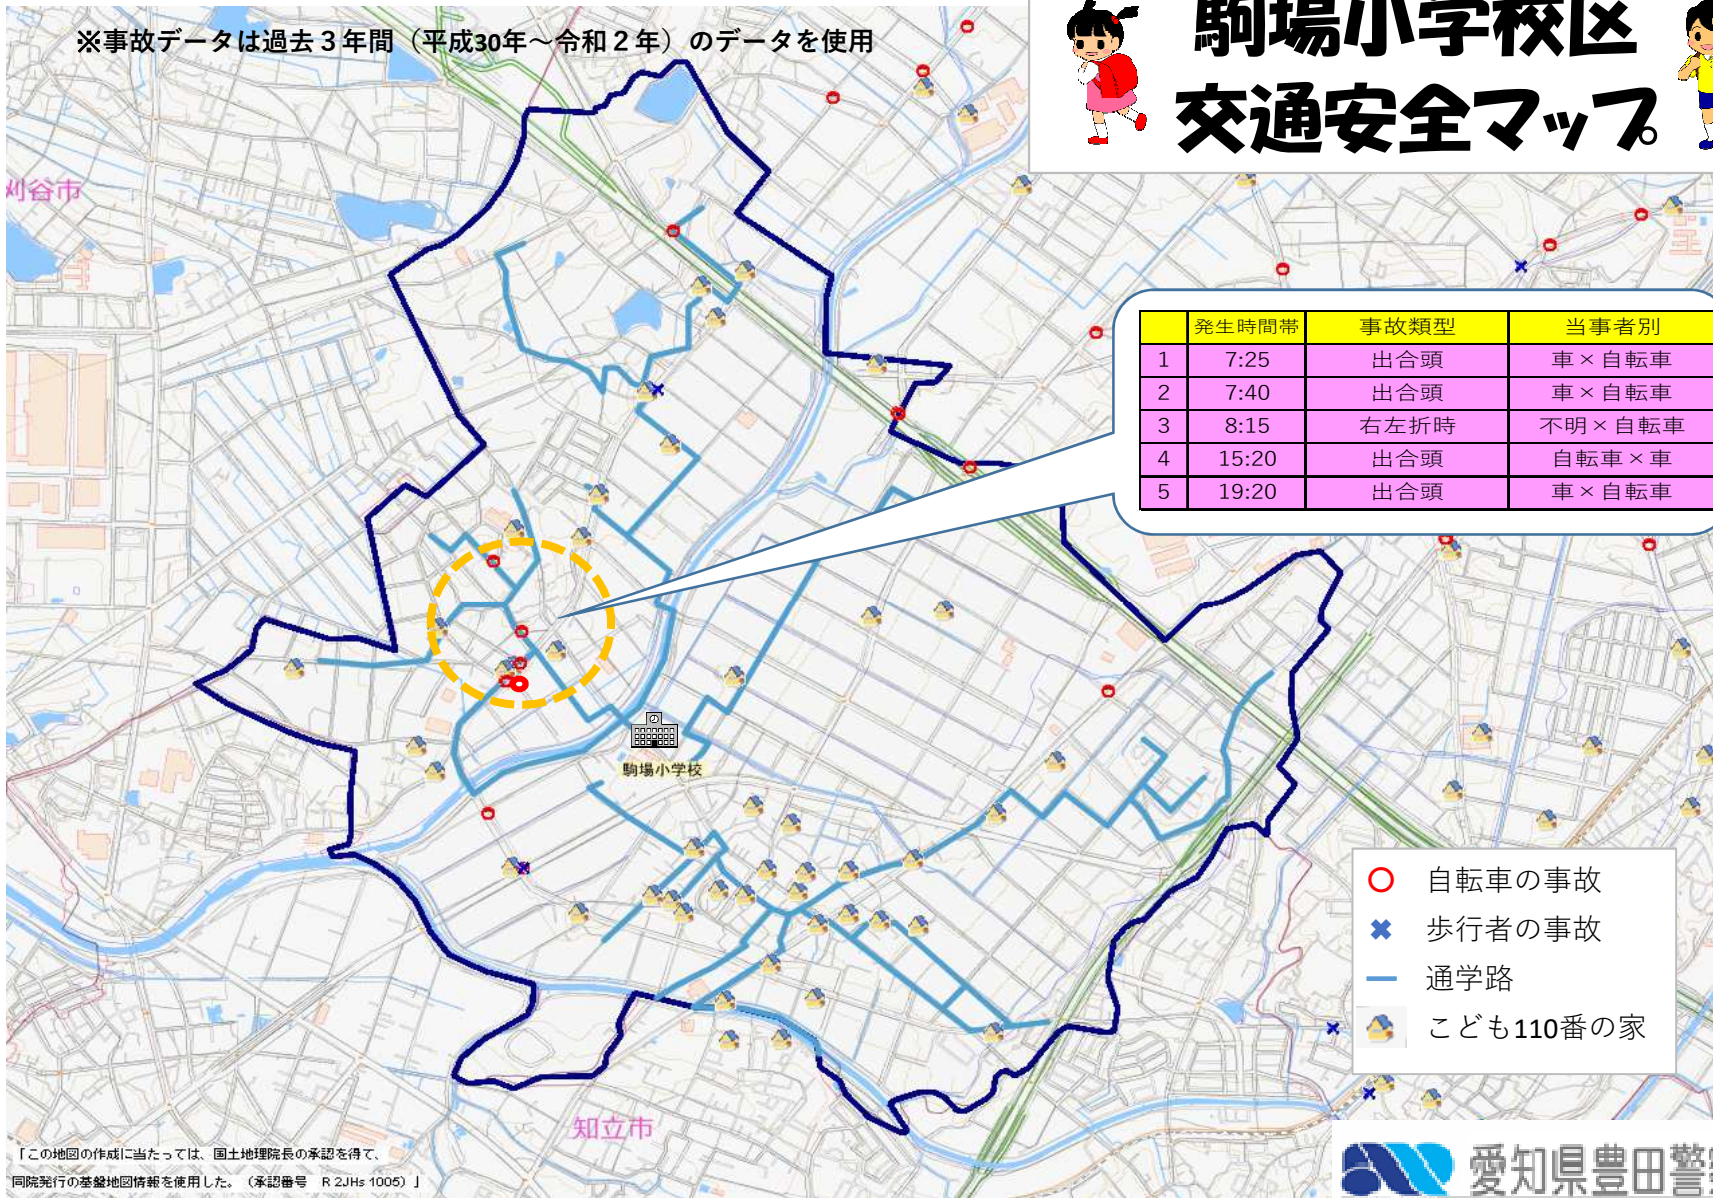 ※事故データは過去３年間（平成30年～令和２年）のデータを使用
駒場小学校区
交通安全マップ
刈谷市
発生時間帯 事故類型 当事者別
1 7:25 出合頭 車×自転車
2 7:40 出合頭 車×自転車
3 8:15 右左折時 不明×自転車
4 15:20 出合頭 自転車×車
5 19:20 出合頭 車×自転車
駒場小学校
自転車の事故
歩行者の事故
通学路
こども110番の家
知立市
「この地図の作成に当たっては、国土地理院長の承認を得て、
同院発行の基盤地図情報を使用した。（承認番号　Ｒ２JHs 1005）」
愛知県豊田警